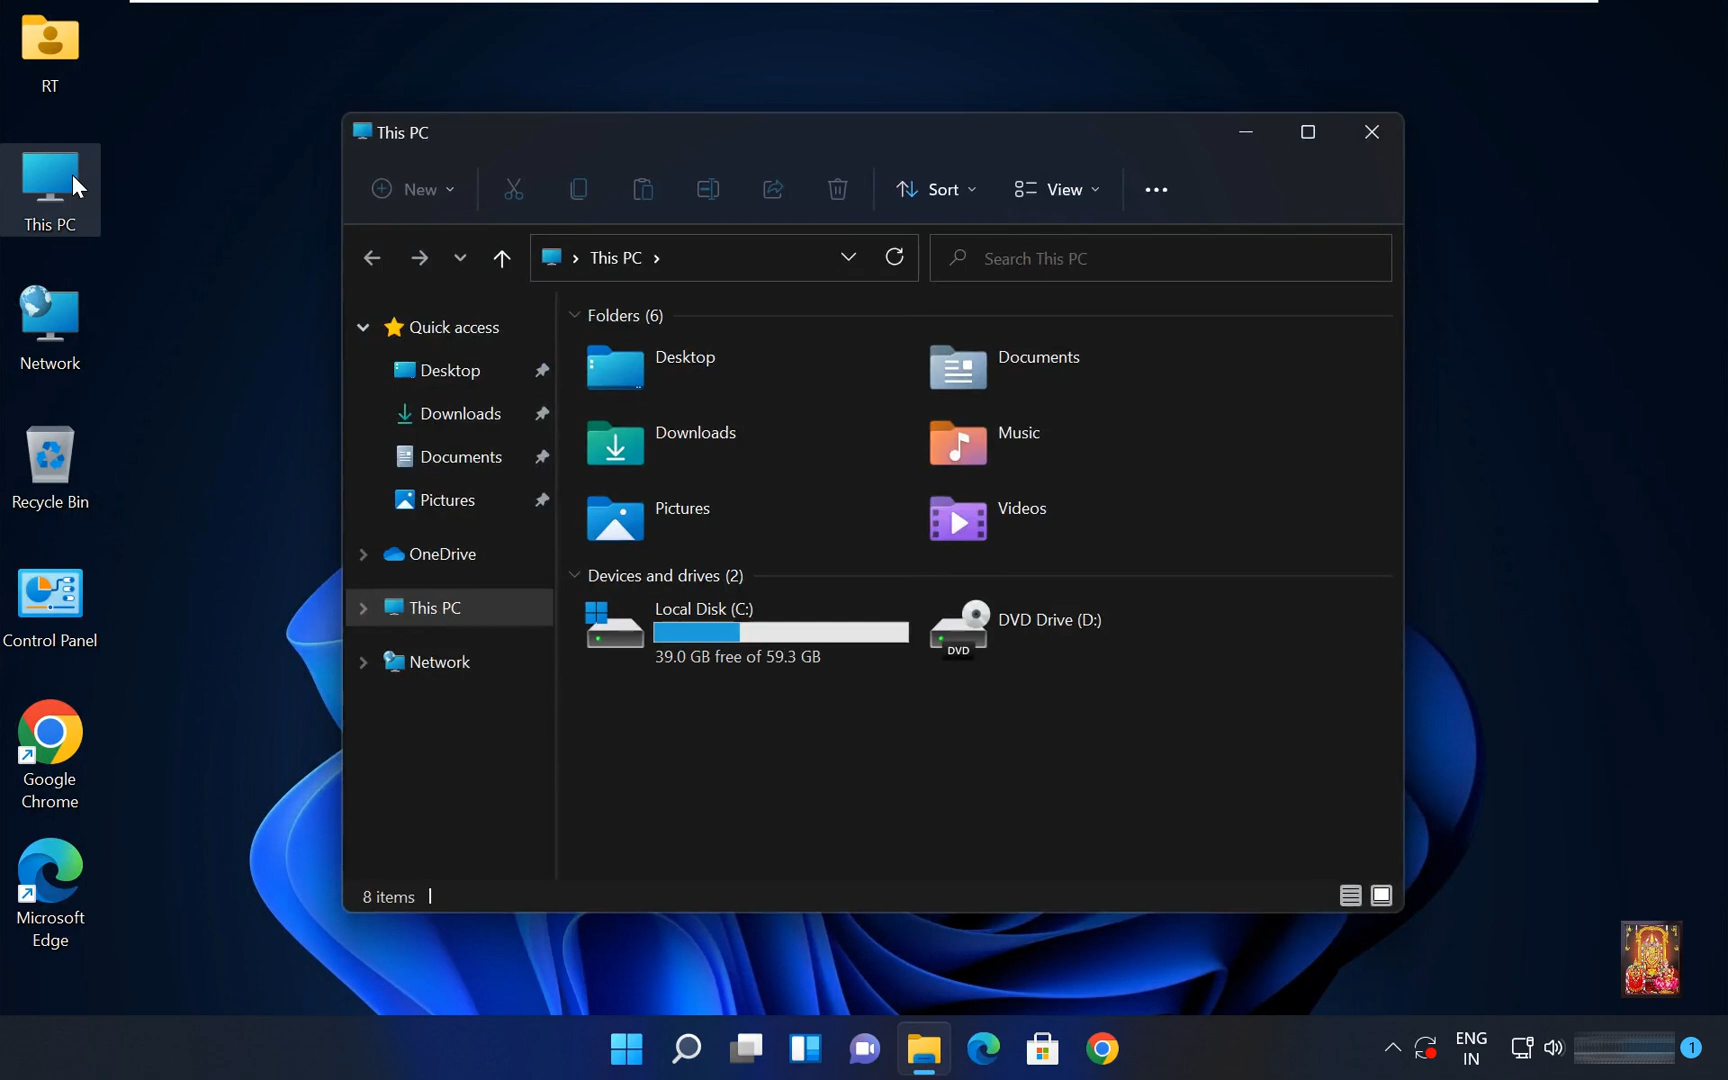 RT
This PC
Network
Recycle Bin
Control Panel
Google
Chrome
Microsoft
Edge
This PC
New
Sort
View
This PC
Search This PC
Quick access
Desktop
Downloads
Documents
Pictures
OneDrive
This PC
Network
Folders (6)
Desktop
Documents
Downloads
Music
Pictures
Videos
Devices and drives (2)
Local Disk (C:)
39.0 GB free of 59.3 GB
DVD
DVD Drive (D:)
8 items
ENG
IN
1